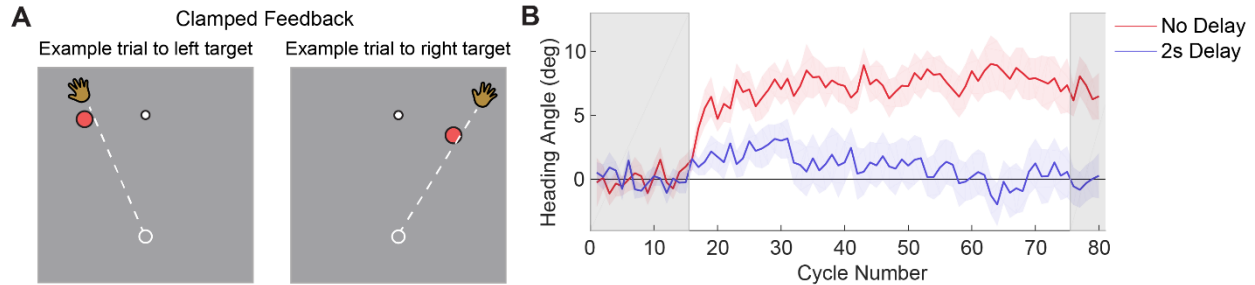 A
Clamped Feedback
Example trial to left target
Example trial to right target
B
Heading Angle (deg)
10
5
0
0 10 20 30 40 50 60 70 80
Cycle Number
No Delay
2s Delay